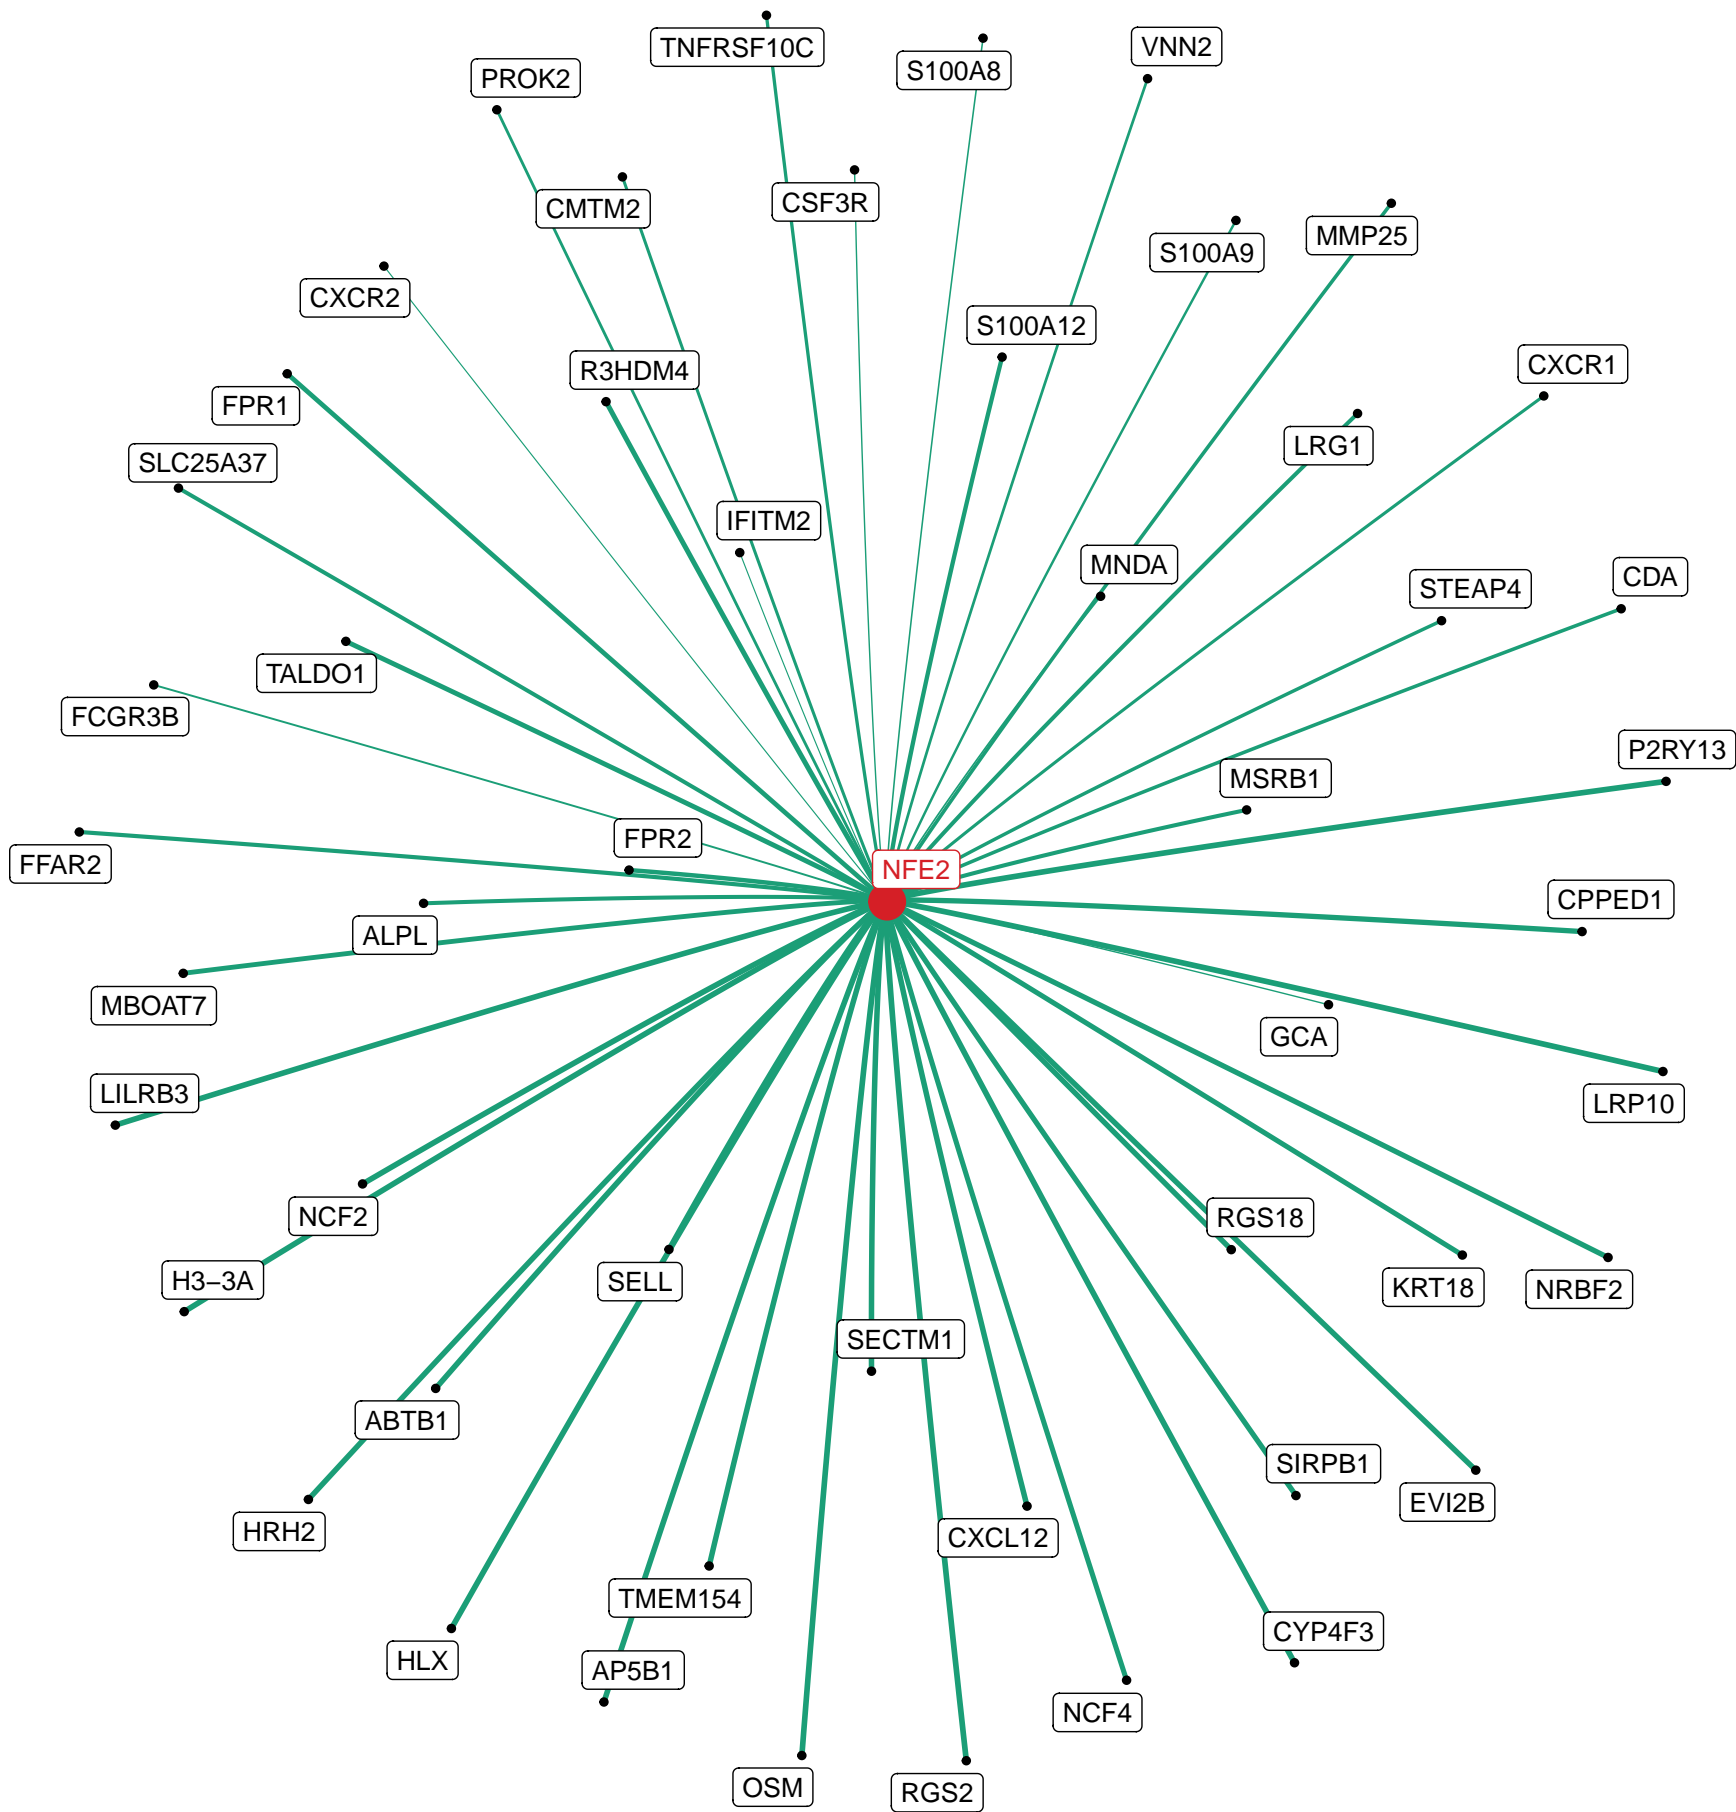 TNFRSF10C
VNN2
S100A8
PROK2
CMTM2
CSF3R
MMP25
S100A9
CXCR2
S100A12
R3HDM4
CXCR1
FPR1
LRG1
SLC25A37
IFITM2
MNDA
CDA
STEAP4
TALDO1
FCGR3B
P2RY13
MSRB1
FPR2
FFAR2
NFE2
CPPED1
ALPL
MBOAT7
GCA
LILRB3
LRP10
NCF2
RGS18
H3−3A
SELL
KRT18
NRBF2
SECTM1
ABTB1
SIRPB1
EVI2B
HRH2
CXCL12
TMEM154
CYP4F3
HLX
AP5B1
NCF4
OSM
RGS2